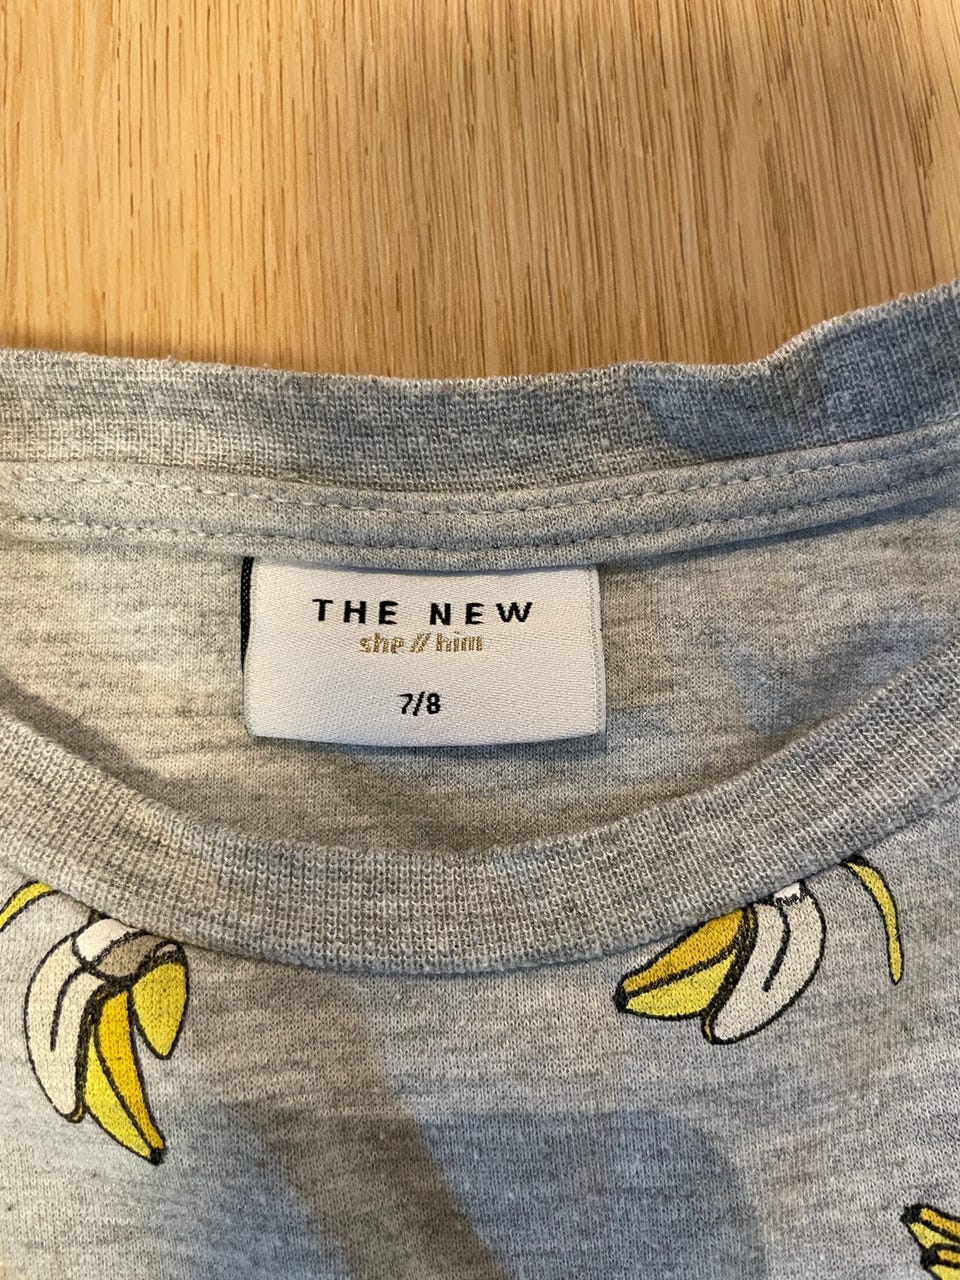 THE NEW
she // him
7/8